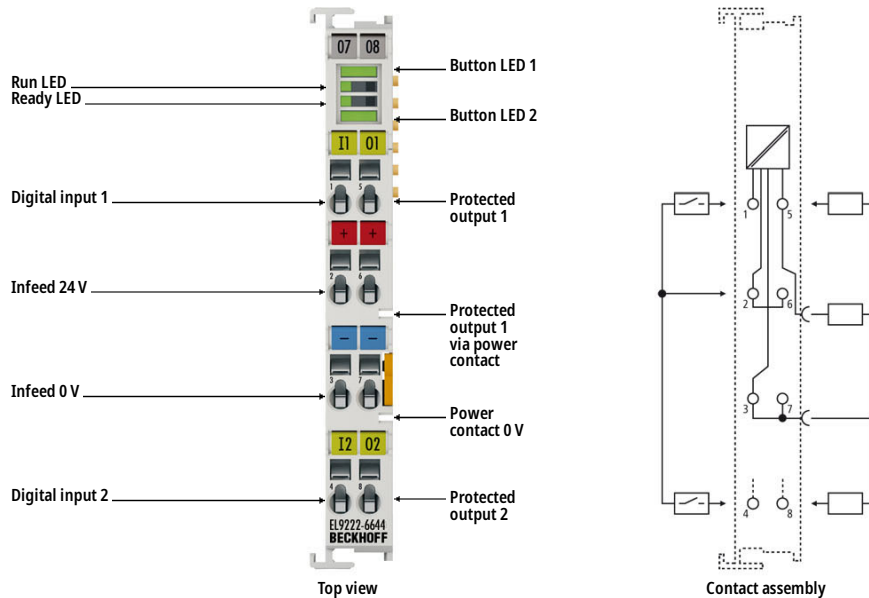 07 08
Button LED 1
Run LED
Ready LED
Button LED 2
I1 O1
1 5
Digital input 1
Protected
output 1
+ +
2 6
Infeed 24 V
Protected
output 1
via power
contact
− −
3 7
Infeed 0 V
Power
contact 0 V
I2 O2
4 8
Digital input 2
Protected
output 2
EL9222-6644
BECKHOFF
Top view
1 5
2 6
3 7
4 8
Contact assembly